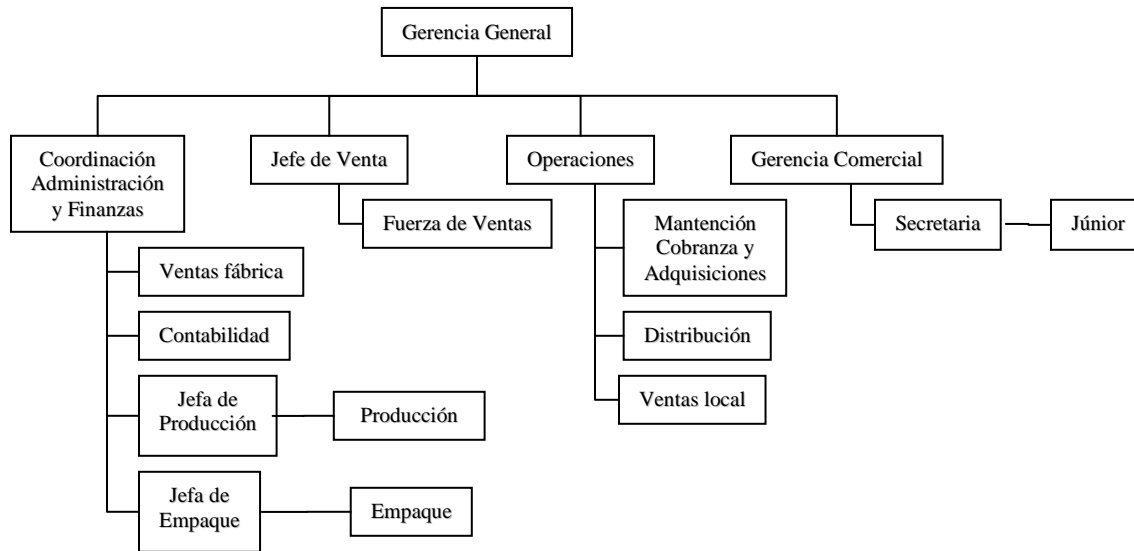 Gerencia General
Coordinación
Administración
y Finanzas
Jefe de Venta
Operaciones
Gerencia Comercial
Fuerza de Ventas
Mantención
Cobranza y
Adquisiciones
Secretaria
Júnior
Ventas fábrica
Contabilidad
Distribución
Jefa de
Producción
Producción
Ventas local
Jefa de
Empaque
Empaque